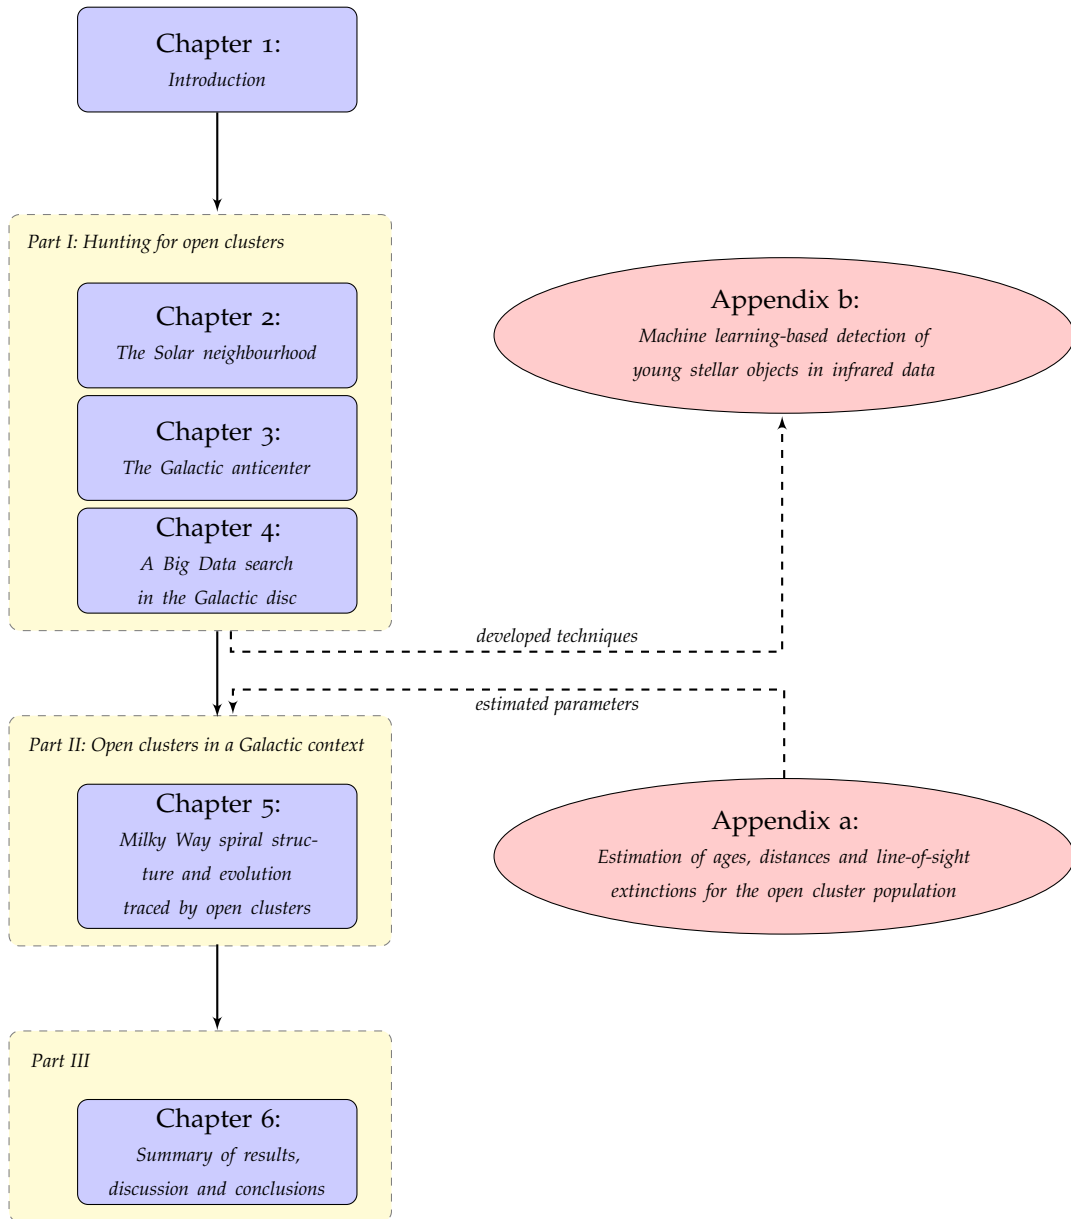 Chapter 1:
Introduction
Part I: Hunting for open clusters
Chapter 2:
The Solar neighbourhood
Chapter 3:
The Galactic anticenter
Chapter 4:
A Big Data search
in the Galactic disc
Appendix b:
Machine learning-based detection of
young stellar objects in infrared data
developed techniques
estimated parameters
Part II: Open clusters in a Galactic context
Chapter 5:
Milky Way spiral struc-
ture and evolution
traced by open clusters
Appendix a:
Estimation of ages, distances and line-of-sight
extinctions for the open cluster population
Part III
Chapter 6:
Summary of results,
discussion and conclusions